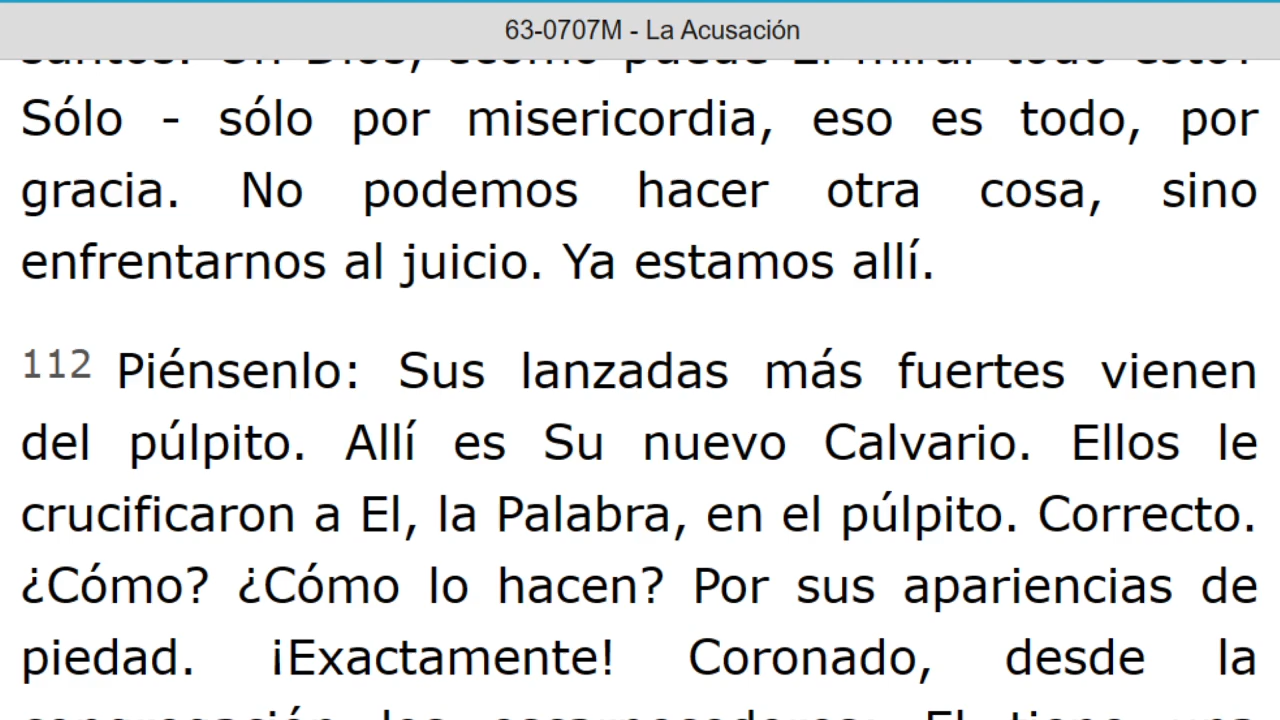 63-0707M - La Acusación
Sólo - sólo por misericordia, eso es todo, por
gracia. No podemos hacer otra cosa, sino
enfrentarnos al juicio. Ya estamos allí.
112 Piénsenlo: Sus lanzadas más fuertes vienen
del púlpito. Allí es Su nuevo Calvario. Ellos le
crucificaron a El, la Palabra, en el púlpito. Correcto.
¿Cómo? ¿Cómo lo hacen? Por sus apariencias de
piedad. ¡Exactamente! Coronado, desde la